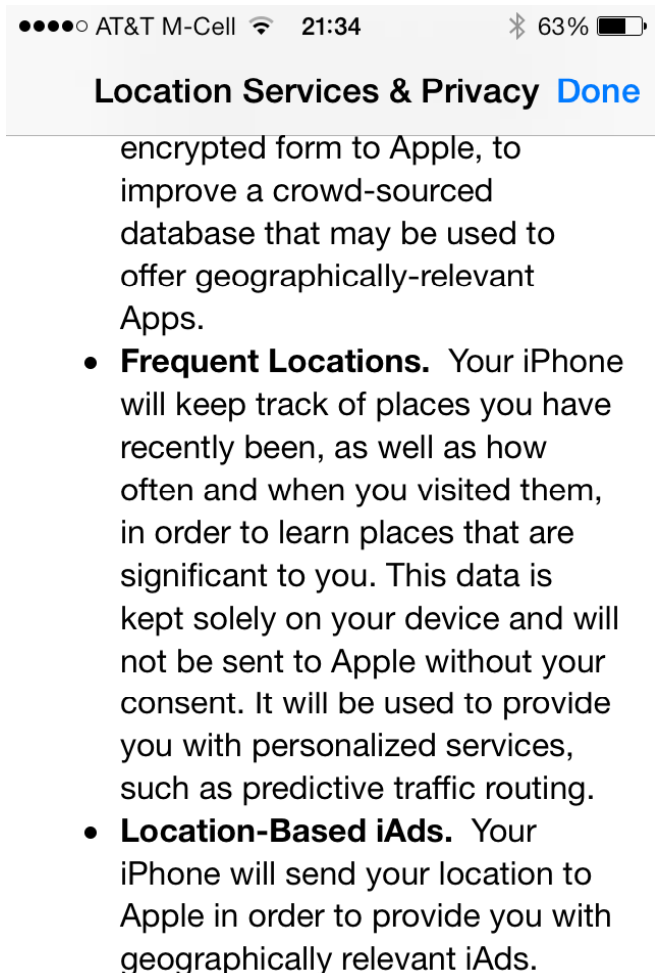 AT&T M-Cell 21:34 63%
Location Services & Privacy Done
encrypted form to Apple, to
improve a crowd-sourced
database that may be used to
offer geographically-relevant
Apps.
• Frequent Locations. Your iPhone
will keep track of places you have
recently been, as well as how
often and when you visited them,
in order to learn places that are
significant to you. This data is
kept solely on your device and will
not be sent to Apple without your
consent. It will be used to provide
you with personalized services,
such as predictive traffic routing.
• Location-Based iAds. Your
iPhone will send your location to
Apple in order to provide you with
geographically relevant iAds.